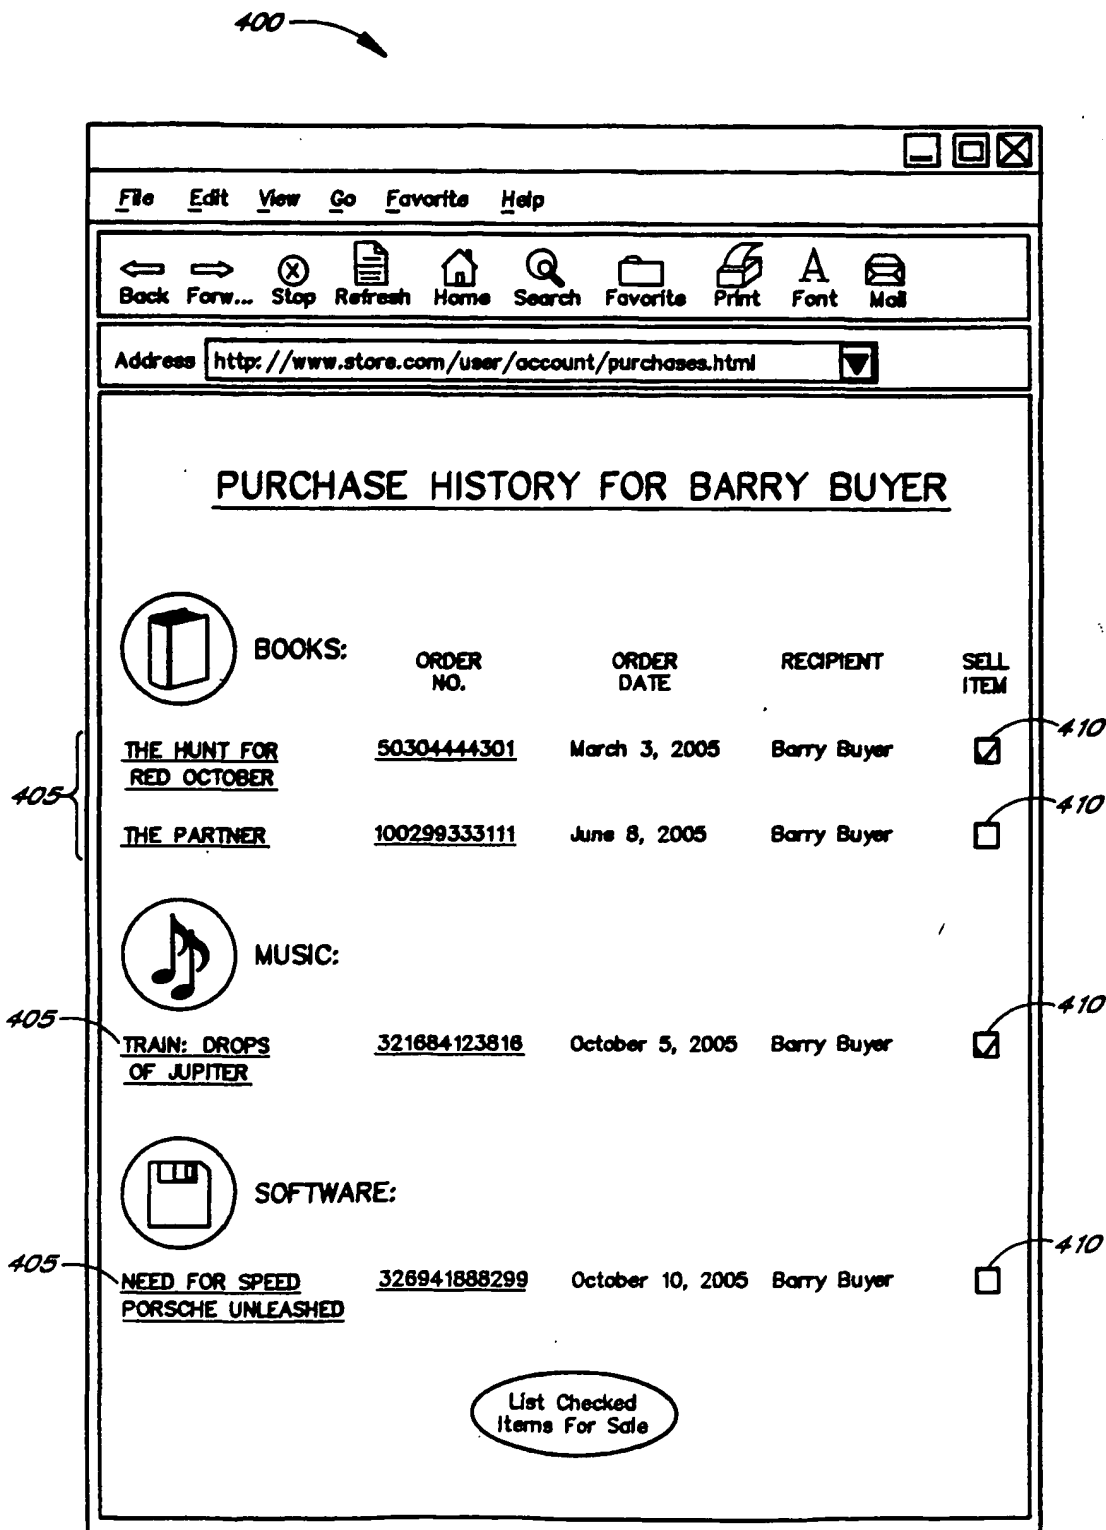 400
File Edit View Go Favorite Help
Back Forw... Stop Refresh Home Search Favorite Print Font Mail
Address http://www.store.com/user/account/purchases.html
PURCHASE HISTORY FOR BARRY BUYER
BOOKS: ORDER NO. ORDER DATE RECIPIENT SELL ITEM
410
THE HUNT FOR 50304444301 March 3, 2005 Barry Buyer
RED OCTOBER
405
410
THE PARTNER 100299333111 June 8, 2005 Barry Buyer
MUSIC:
405 410
TRAIN: DROPS 321684123816 October 5, 2005 Barry Buyer
OF JUPITER
SOFTWARE:
405 410
NEED FOR SPEED 326941888299 October 10, 2005 Barry Buyer
PORSCHE UNLEASHED
List Checked
Items For Sale